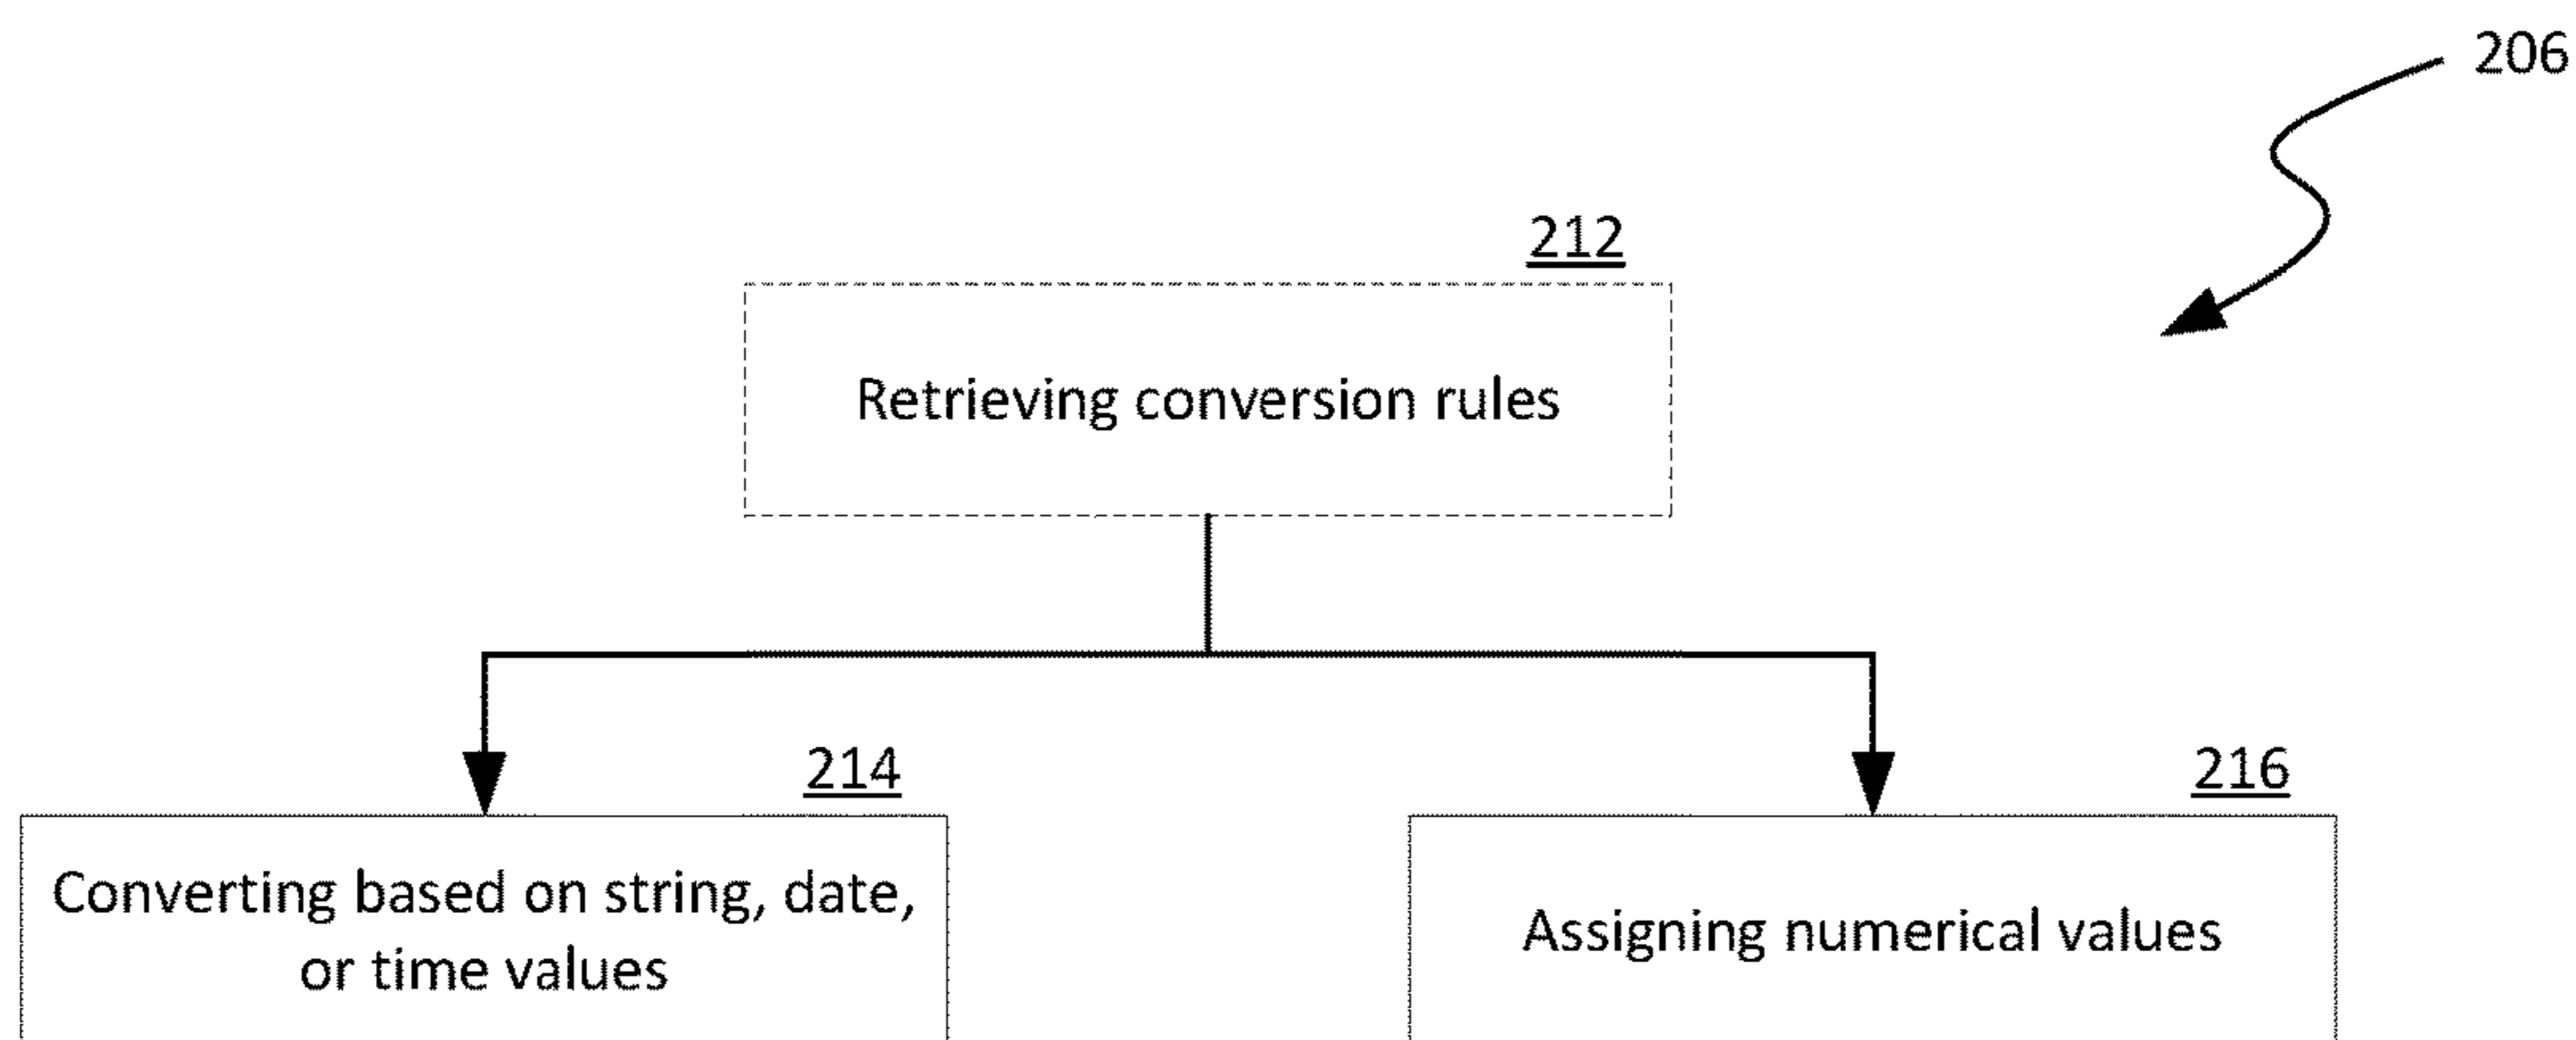 206
212
Retrieving conversion rules
214
216
Converting based on string, date,
or time values
Assigning numerical values